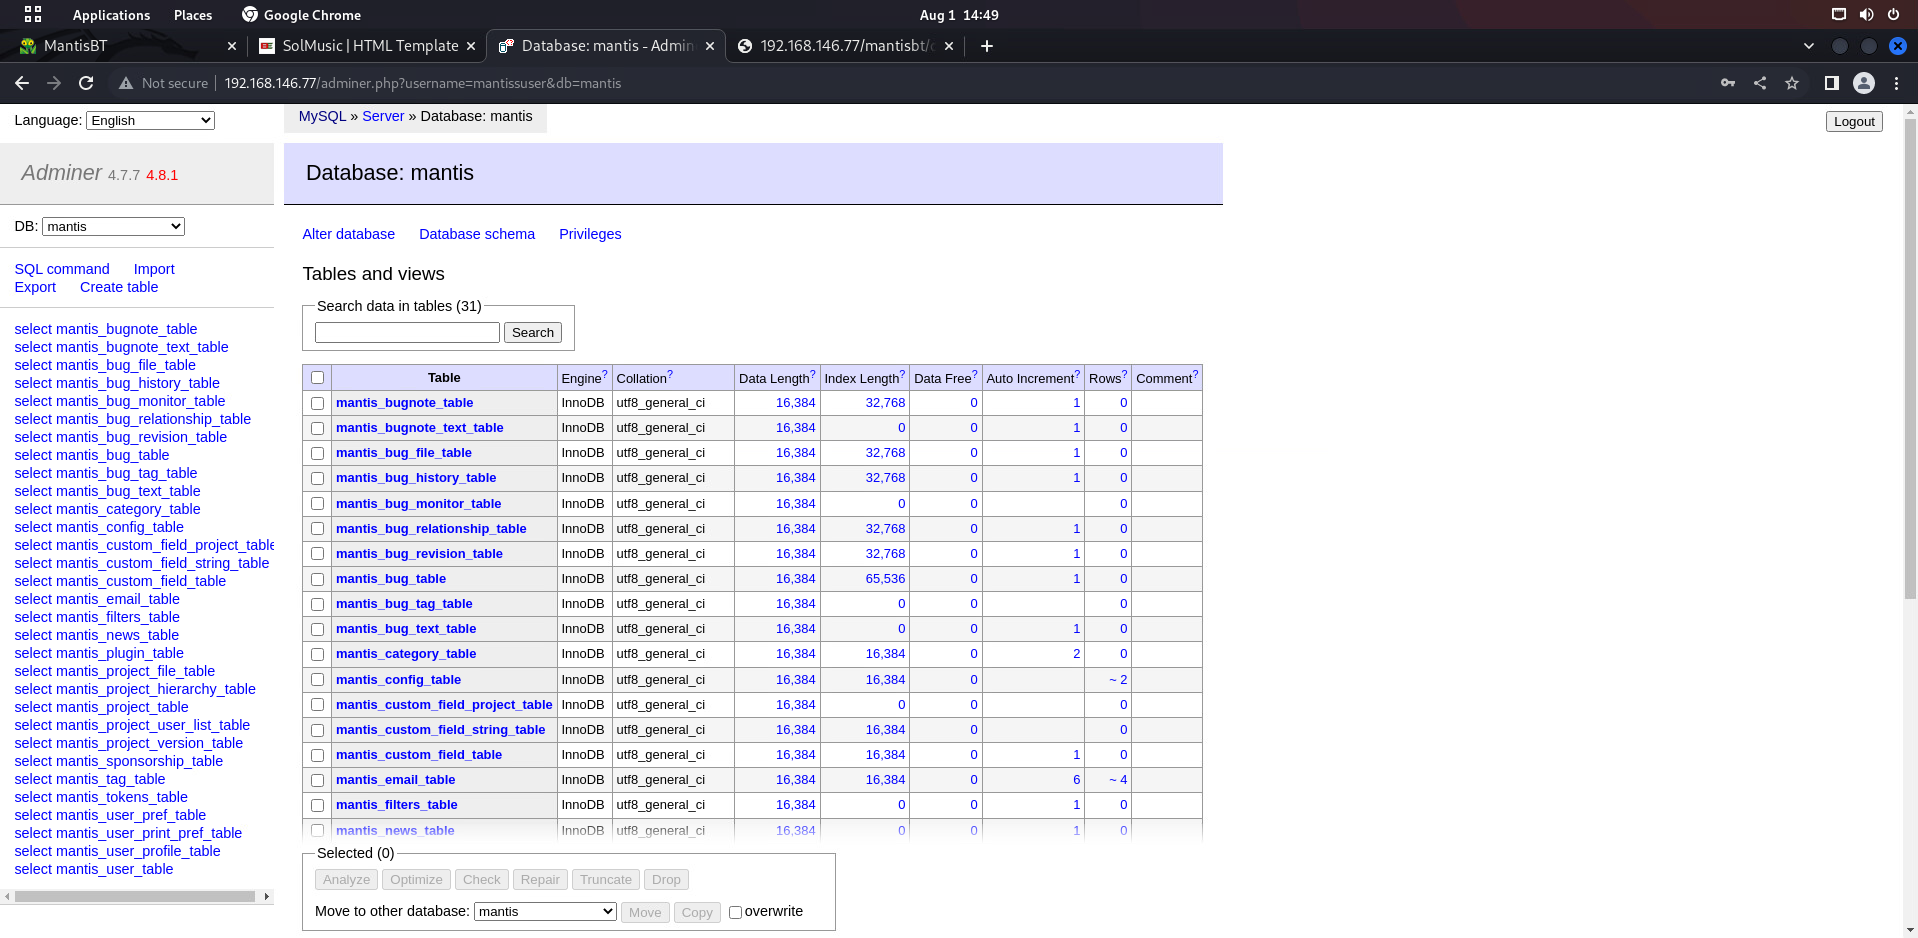 Applications Places Google Chrome Aug 1 14:49
MantisBT SolMusic | HTML Template Database: mantis - Admin 192.168.146.77/mantisbt/
Not secure 192.168.146.77/adminer.php?username=mantissuser&db=mantis
Language: English
MySQL » Server » Database: mantis
Logout
Adminer 4.7.7 4.8.1
Database: mantis
DB: mantis
Alter database Database schema Privileges
SQL command Import
Export Create table
select mantis_bugnote_table
select mantis_bugnote_text_table
select mantis_bug_file_table
select mantis_bug_history_table
select mantis_bug_monitor_table
select mantis_bug_relationship_table
select mantis_bug_revision_table
select mantis_bug_table
select mantis_bug_tag_table
select mantis_bug_text_table
select mantis_category_table
select mantis_config_table
select mantis_custom_field_project_table
select mantis_custom_field_string_table
select mantis_custom_field_table
select mantis_email_table
select mantis_filters_table
select mantis_news_table
select mantis_plugin_table
select mantis_project_file_table
select mantis_project_hierarchy_table
select mantis_project_table
select mantis_project_user_list_table
select mantis_project_version_table
select mantis_sponsorship_table
select mantis_tag_table
select mantis_tokens_table
select mantis_user_pref_table
select mantis_user_print_pref_table
select mantis_user_profile_table
select mantis_user_table
Tables and views
Search data in tables (31)
Search
Table Engine? Collation? Data Length? Index Length? Data Free? Auto Increment? Rows? Comment?
mantis_bugnote_table InnoDB utf8_general_ci 16,384 32,768 0 1 0
mantis_bugnote_text_table InnoDB utf8_general_ci 16,384 0 0 1 0
mantis_bug_file_table InnoDB utf8_general_ci 16,384 32,768 0 1 0
mantis_bug_history_table InnoDB utf8_general_ci 16,384 32,768 0 1 0
mantis_bug_monitor_table InnoDB utf8_general_ci 16,384 0 0 0
mantis_bug_relationship_table InnoDB utf8_general_ci 16,384 32,768 0 1 0
mantis_bug_revision_table InnoDB utf8_general_ci 16,384 32,768 0 1 0
mantis_bug_table InnoDB utf8_general_ci 16,384 65,536 0 1 0
mantis_bug_tag_table InnoDB utf8_general_ci 16,384 0 0 0
mantis_bug_text_table InnoDB utf8_general_ci 16,384 0 0 1 0
mantis_category_table InnoDB utf8_general_ci 16,384 16,384 0 2 0
mantis_config_table InnoDB utf8_general_ci 16,384 16,384 0 ~ 2
mantis_custom_field_project_table InnoDB utf8_general_ci 16,384 0 0 0
mantis_custom_field_string_table InnoDB utf8_general_ci 16,384 16,384 0 0
mantis_custom_field_table InnoDB utf8_general_ci 16,384 16,384 0 1 0
mantis_email_table InnoDB utf8_general_ci 16,384 16,384 0 6 ~ 4
mantis_filters_table InnoDB utf8_general_ci 16,384 0 0 1 0
mantis_news_table InnoDB utf8_general_ci 16,384 0 0 1 0
Selected (0)
Analyze Optimize Check Repair Truncate Drop
Move to other database: mantis Move Copy overwrite